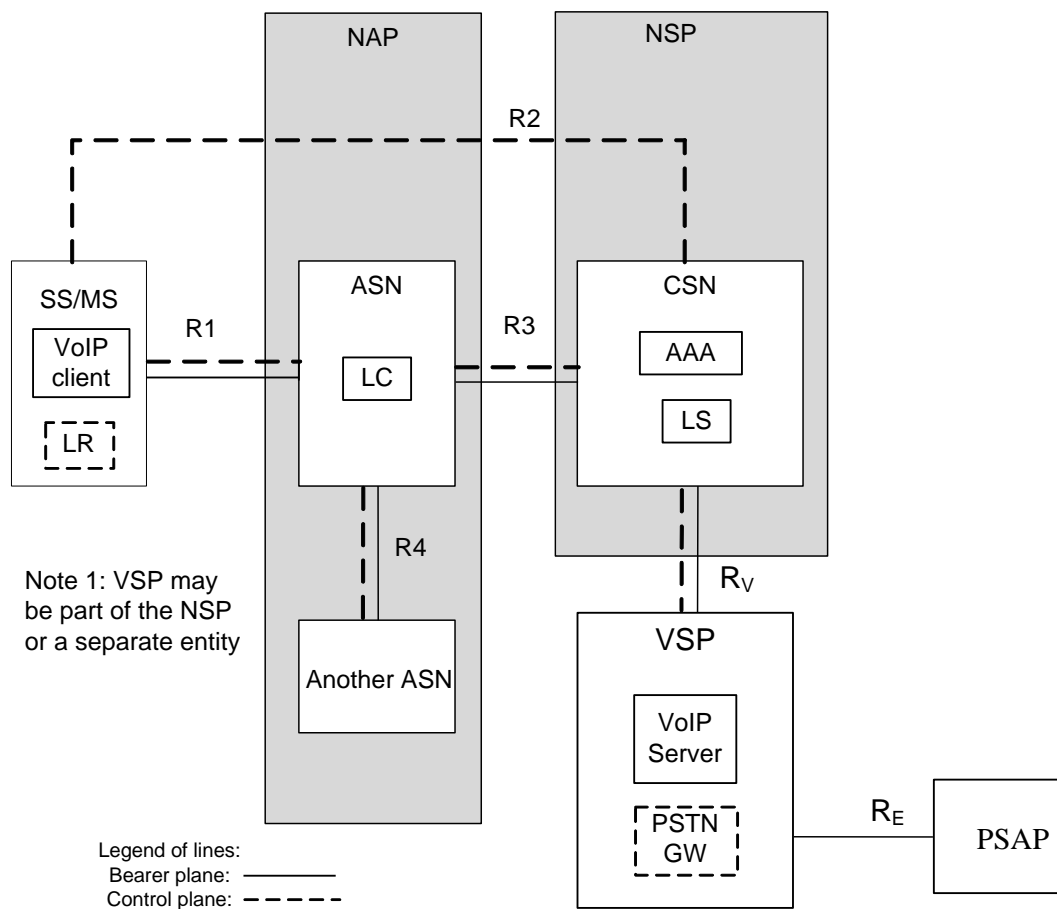 NAP
NSP
R2
SS/MS
VoIP
client
LR
R1
ASN
LC
R3
CSN
AAA
LS
R4
Another ASN
Note 1: VSP may
be part of the NSP
or a separate entity
RV
VSP
VoIP
Server
PSTN
GW
RE
PSAP
Legend of lines:
Bearer plane:
Control plane: